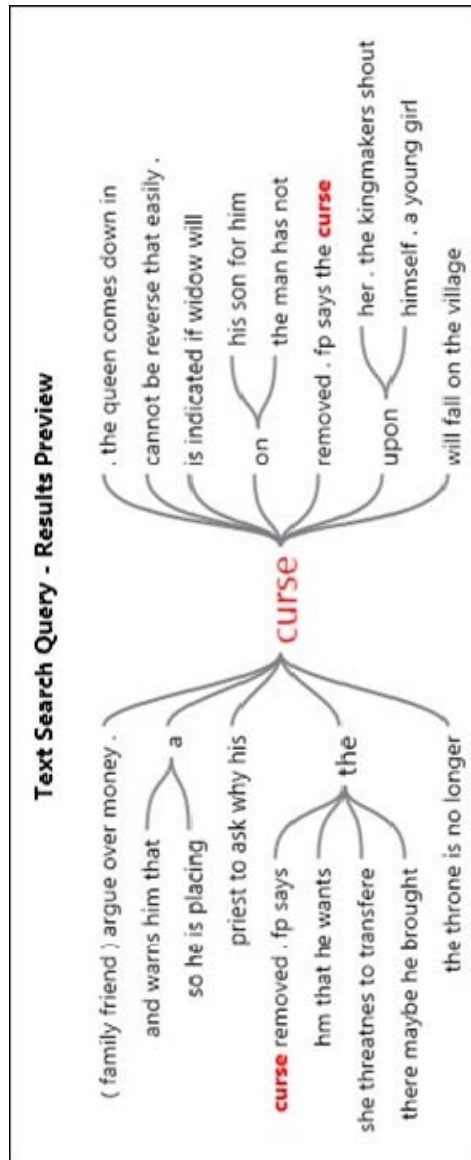 Text Search Query - Results Preview
( family friend ) argue over money .
and warns him that
a
so he is placing
priest to ask why his
curse removed . fp says
hm that he wants
the
she threatnes to transfere
there maybe he brought
the throne is no longer
curse
. the queen comes down in
cannot be reverse that easily .
is indicated if widow will
his son for him
on
the man has not
removed . fp says the curse
her . the kingmakers shout
upon
himself . a young girl
will fall on the village